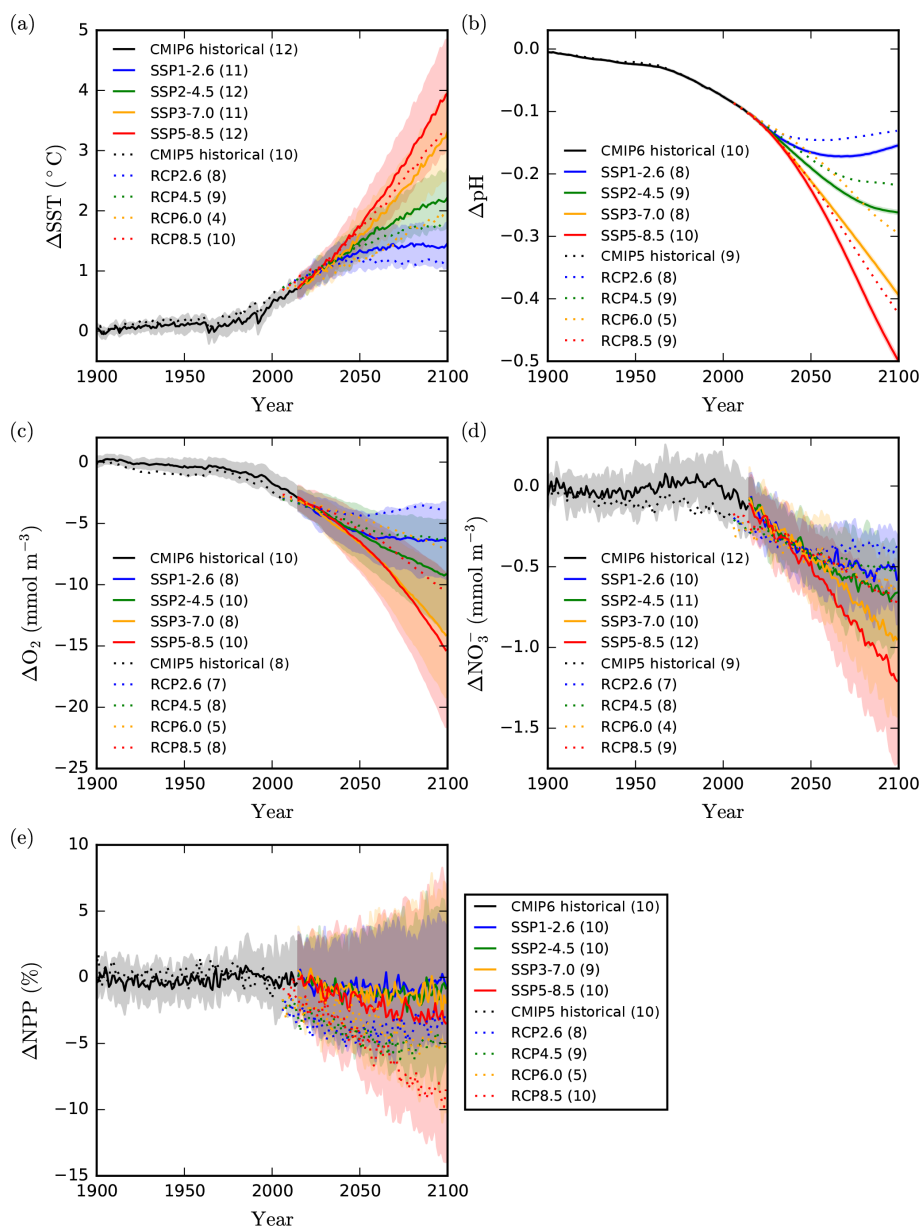 (a)
ΔSST (°C)
5
4
3
2
1
0
CMIP6 historical (12)
SSP1-2.6 (11)
SSP2-4.5 (12)
SSP3-7.0 (11)
SSP5-8.5 (12)
CMIP5 historical (10)
RCP2.6 (8)
RCP4.5 (9)
RCP6.0 (4)
RCP8.5 (10)
1900 1950 2000 2050 2100
Year
(b)
ΔpH
0.0
−0.1
−0.2
−0.3
−0.4
−0.5
CMIP6 historical (10)
SSP1-2.6 (8)
SSP2-4.5 (9)
SSP3-7.0 (8)
SSP5-8.5 (10)
CMIP5 historical (9)
RCP2.6 (8)
RCP4.5 (9)
RCP6.0 (5)
RCP8.5 (9)
1900 1950 2000 2050 2100
Year
(c)
ΔO₂ (mmol m⁻³)
0
−5
−10
−15
−20
−25
CMIP6 historical (10)
SSP1-2.6 (8)
SSP2-4.5 (10)
SSP3-7.0 (8)
SSP5-8.5 (10)
CMIP5 historical (8)
RCP2.6 (7)
RCP4.5 (8)
RCP6.0 (5)
RCP8.5 (8)
1900 1950 2000 2050 2100
Year
(d)
ΔNO₃⁻ (mmol m⁻³)
0.0
−0.5
−1.0
−1.5
CMIP6 historical (12)
SSP1-2.6 (10)
SSP2-4.5 (11)
SSP3-7.0 (10)
SSP5-8.5 (12)
CMIP5 historical (9)
RCP2.6 (7)
RCP4.5 (8)
RCP6.0 (4)
RCP8.5 (9)
1900 1950 2000 2050 2100
Year
(e)
ΔNPP (%)
10
5
0
−5
−10
−15
1900 1950 2000 2050 2100
Year
CMIP6 historical (10)
SSP1-2.6 (10)
SSP2-4.5 (10)
SSP3-7.0 (9)
SSP5-8.5 (10)
CMIP5 historical (10)
RCP2.6 (8)
RCP4.5 (9)
RCP6.0 (5)
RCP8.5 (10)